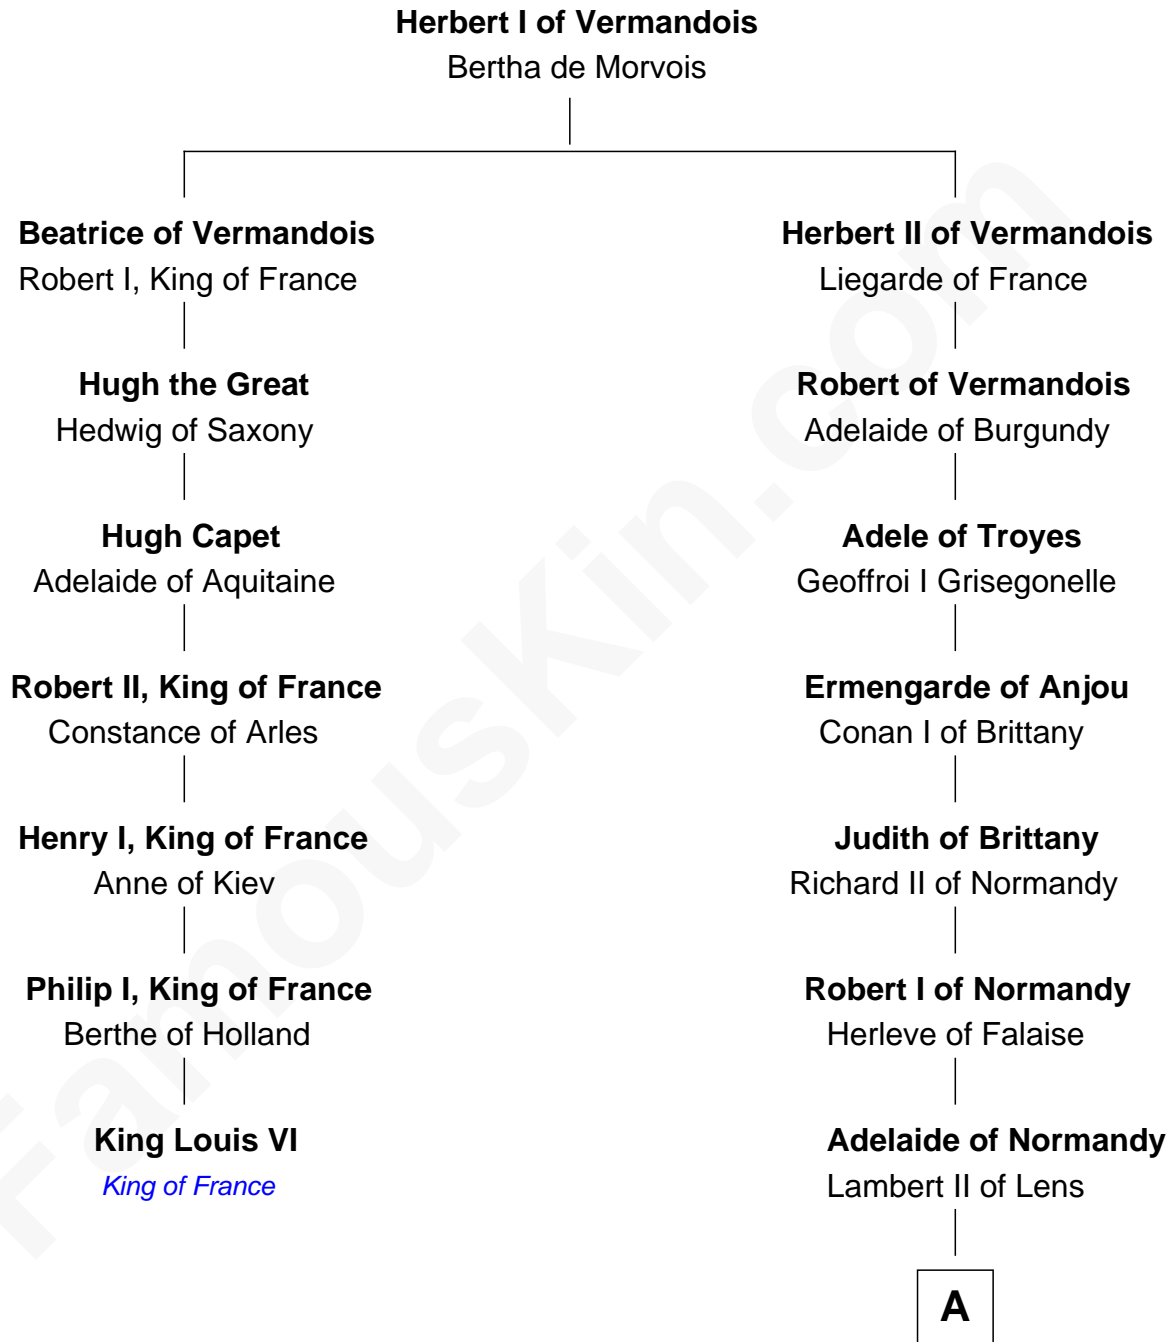 Herbert I of Vermandois
Bertha de Morvois
Beatrice of Vermandois
Robert I, King of France
Herbert II of Vermandois
Liegarde of France
Hugh the Great
Hedwig of Saxony
Robert of Vermandois
Adelaide of Burgundy
Hugh Capet
Adelaide of Aquitaine
Adele of Troyes
Geoffroi I Grisegonelle
Robert II, King of France
Constance of Arles
Ermengarde of Anjou
Conan I of Brittany
Henry I, King of France
Anne of Kiev
Judith of Brittany
Richard II of Normandy
Philip I, King of France
Berthe of Holland
Robert I of Normandy
Herleve of Falaise
King Louis VI
King of France
Adelaide of Normandy
Lambert II of Lens
A
FamousKin.com